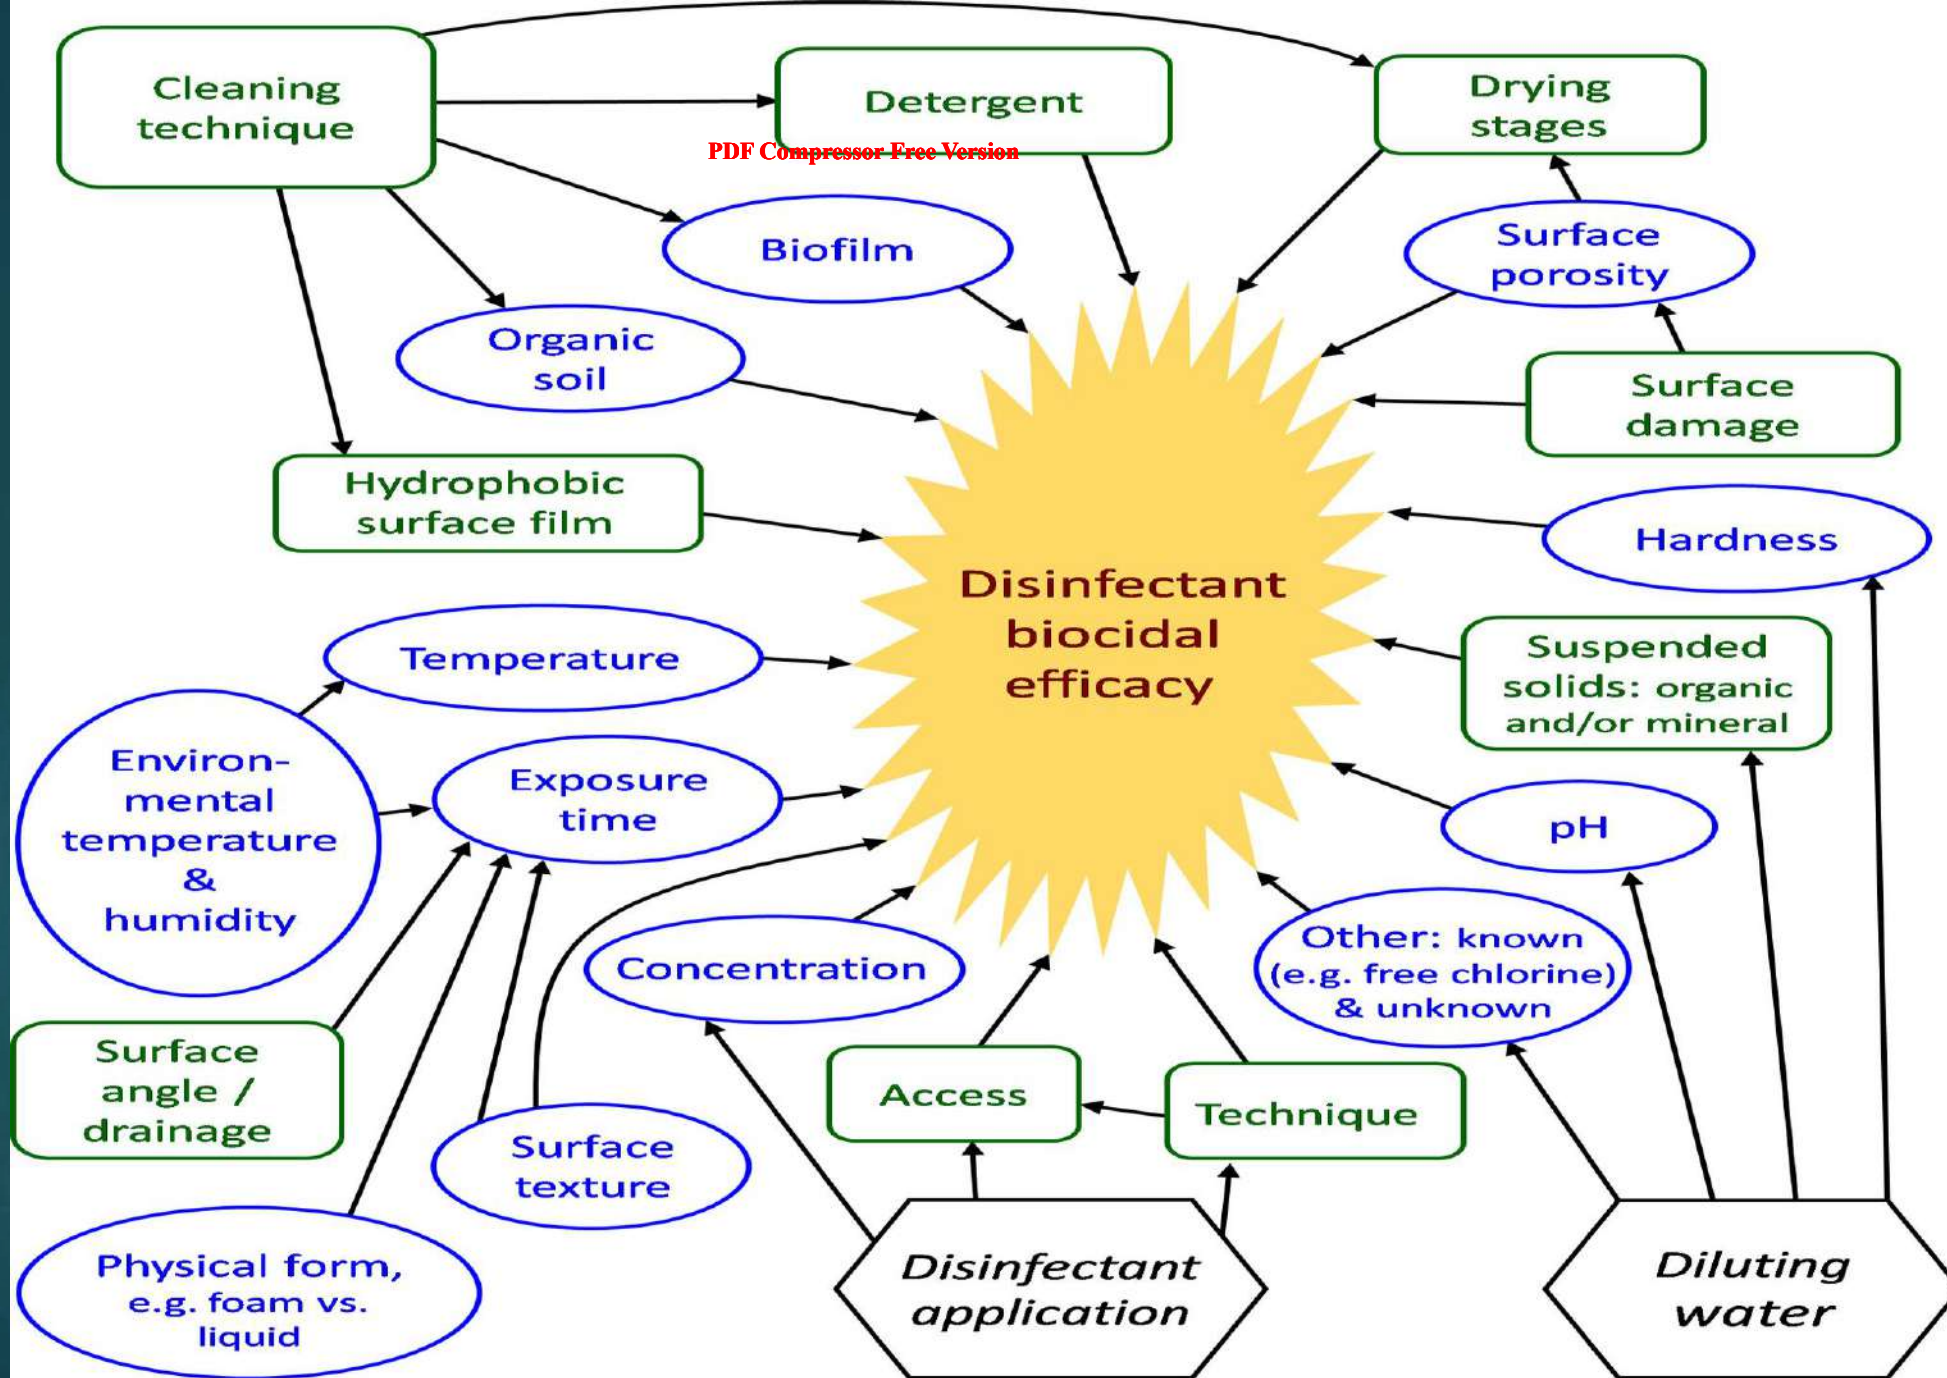 Cleaning
technique
Detergent
Drying
stages
PDF Compressor Free Version
Biofilm
Surface
porosity
Organic
soil
Surface
damage
Hydrophobic
surface film
Hardness
Disinfectant
biocidal
efficacy
Temperature
Suspended
solids: organic
and/or mineral
Environ-
mental
temperature
&
humidity
Exposure
time
pH
Concentration
Other: known
(e.g. free chlorine)
& unknown
Surface
angle /
drainage
Access
Technique
Surface
texture
Physical form,
e.g. foam vs.
liquid
Disinfectant
application
Diluting
water